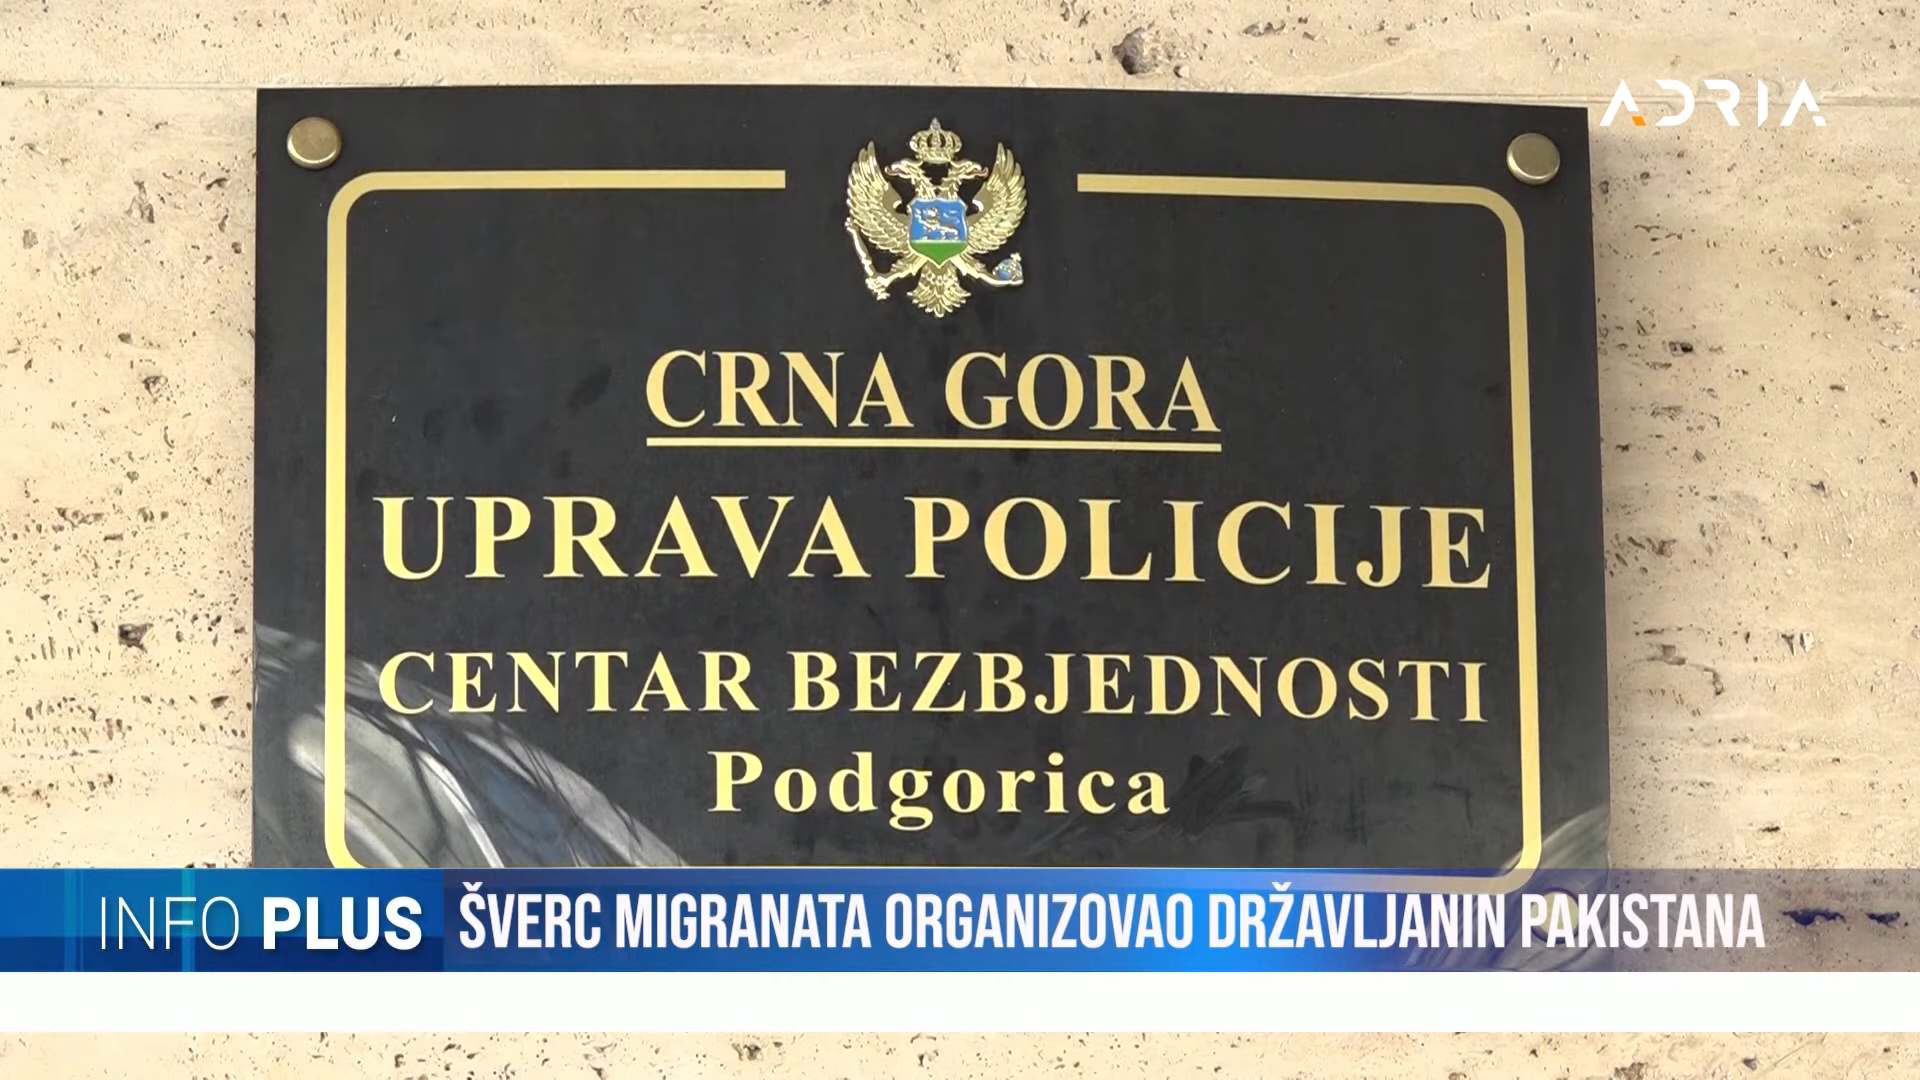 ADRIA
CRNA GORA
UPRAVA POLICIJE
CENTAR BEZBJEDNOSTI
Podgorica
INFO PLUS
ŠVERC MIGRANATA ORGANIZOVAO DRŽAVLJANIN PAKISTANA